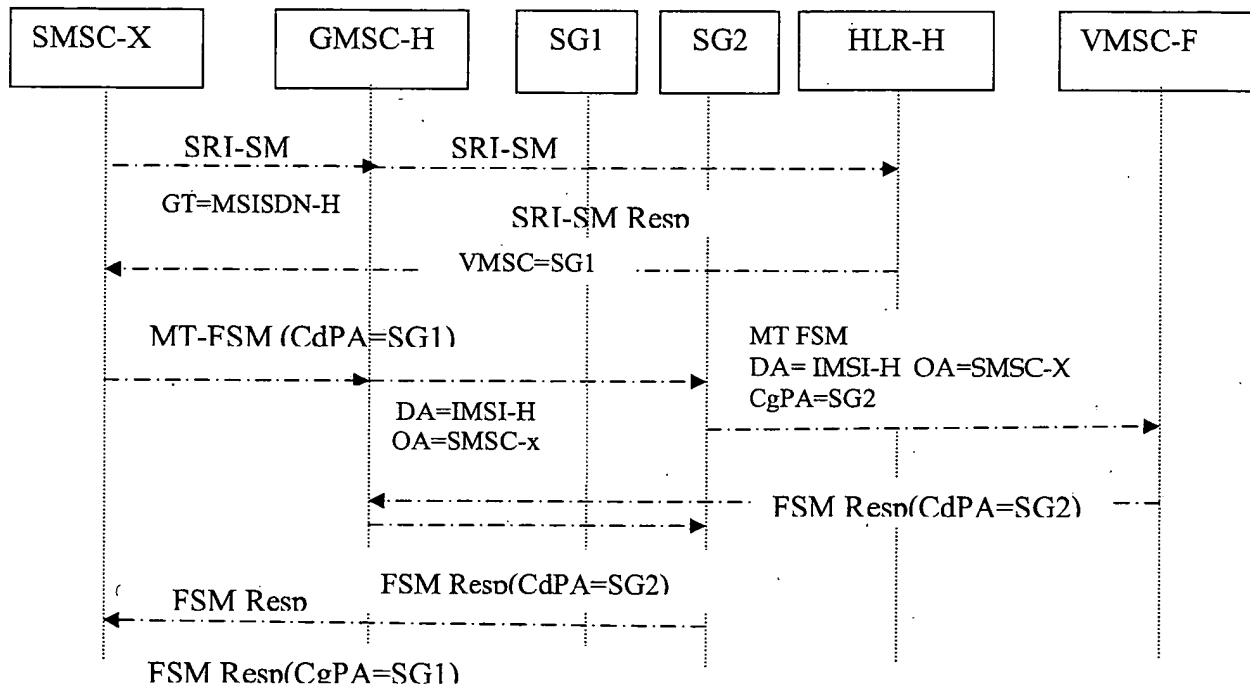 SMSC-X GMSC-H SG1 SG2 HLR-H VMSC-F
SRI-SM SRI-SM
GT=MSISDN-H
SRI-SM Resp
VMSC=SG1
MT-FSM (CdPA=SG1)
MT FSM
DA= IMSI-H OA=SMSC-X
CgPA=SG2
DA=IMSI-H
OA=SMSC-x
FSM Resp(CdPA=SG2)
FSM Resp(CdPA=SG2)
FSM Resp
FSM Resp(CgPA=SG1)